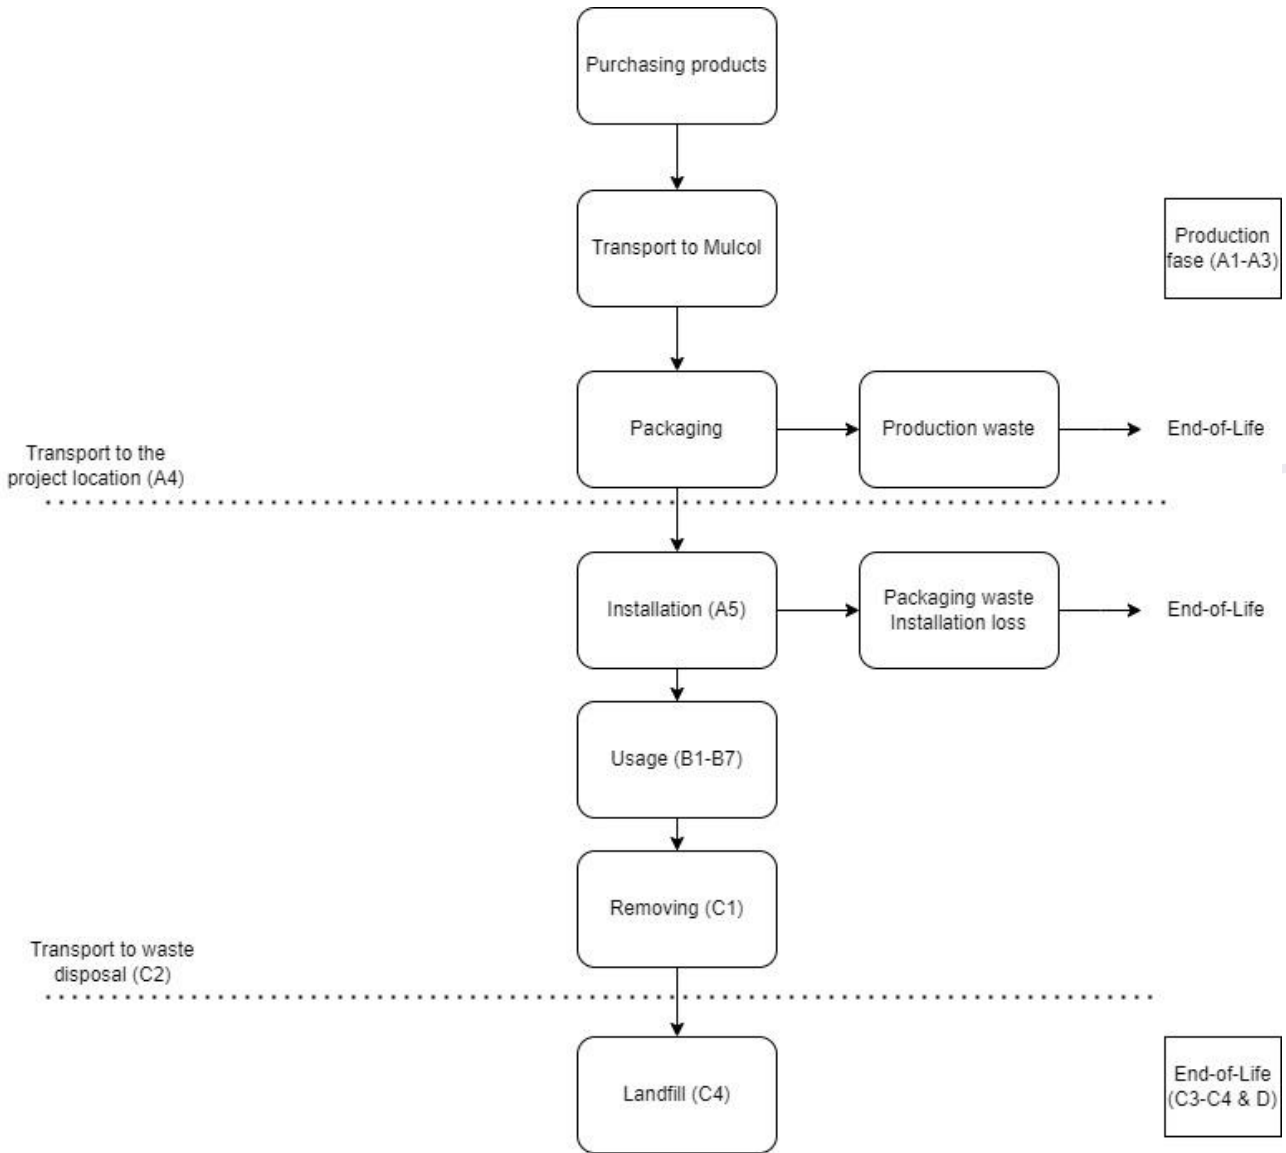 Purchasing products
Transport to Mulcol
Production
fase (A1-A3)
Packaging
Production waste
End-of-Life
Transport to the
project location (A4)
Installation (A5)
Packaging waste
Installation loss
End-of-Life
Usage (B1-B7)
Removing (C1)
Transport to waste
disposal (C2)
Landfill (C4)
End-of-Life
(C3-C4 & D)